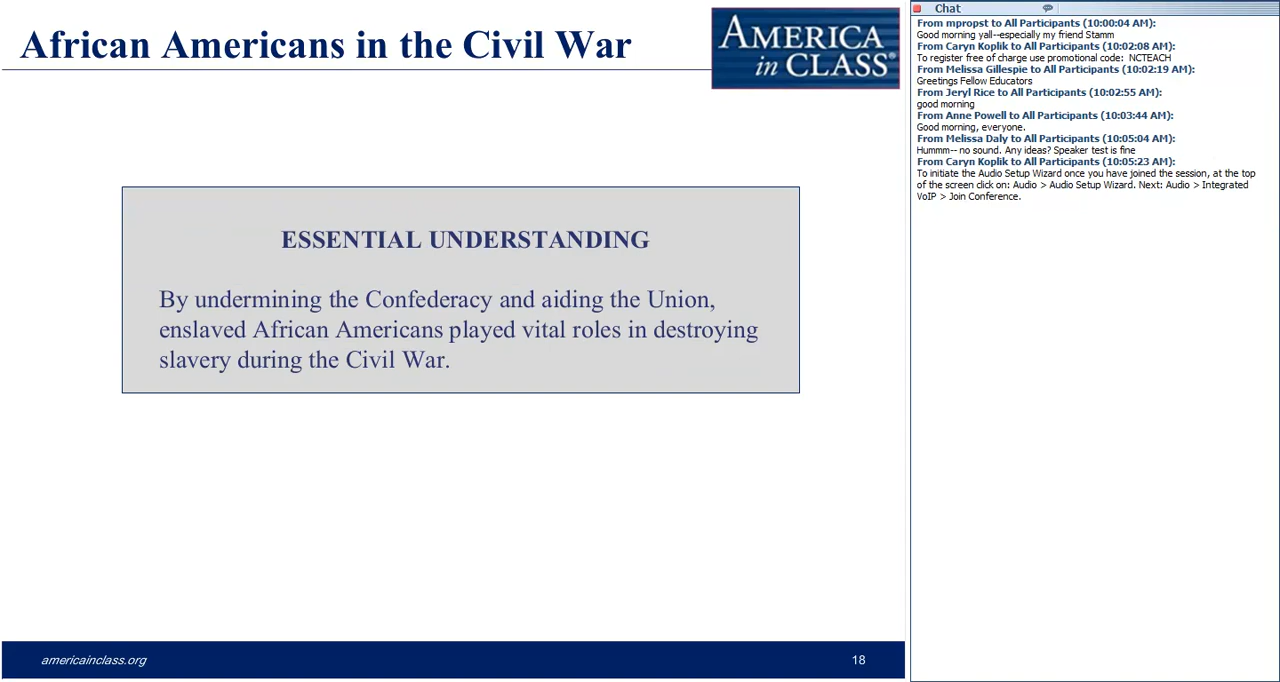 African Americans in the Civil War
AMERICA
in CLASS®
ESSENTIAL UNDERSTANDING
By undermining the Confederacy and aiding the Union,
enslaved African Americans played vital roles in destroying
slavery during the Civil War.
americainclass.org
18
Chat
From mpropst to All Participants (10:00:04 AM):
Good morning yall--especially my friend Stamm
From Caryn Koplik to All Participants (10:02:08 AM):
To register free of charge use promotional code: NCTEACH
From Melissa Gillespie to All Participants (10:02:19 AM):
Greetings Fellow Educators
From Jeryl Rice to All Participants (10:02:55 AM):
good morning
From Anne Powell to All Participants (10:03:44 AM):
Good morning, everyone.
From Melissa Daly to All Participants (10:05:04 AM):
Hummm-- no sound. Any ideas? Speaker test is fine
From Caryn Koplik to All Participants (10:05:23 AM):
To initiate the Audio Setup Wizard once you have joined the session, at the top
of the screen click on: Audio > Audio Setup Wizard. Next: Audio > Integrated
VoIP > Join Conference.